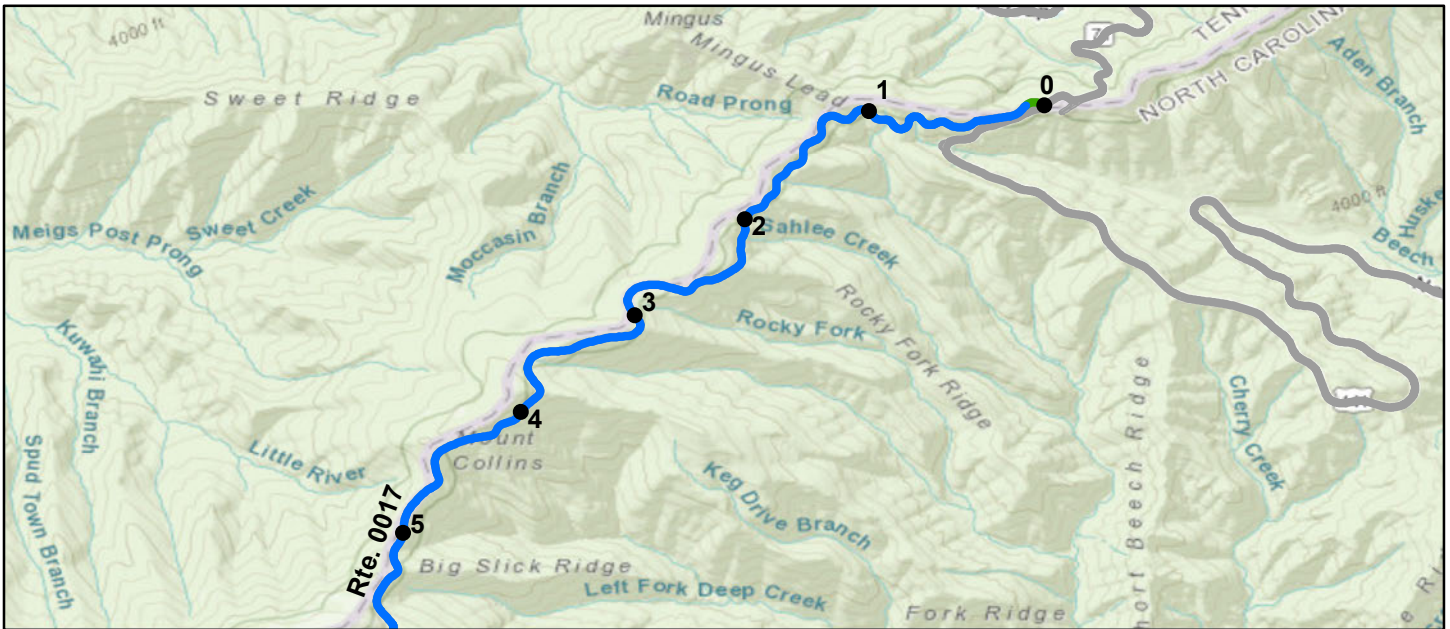 4000 ft
Mingus
7
TENN
NORTH CAROLINA
Aden Branch
Sweet Ridge
Mingus Lead
Road Prong
1
0
Meigs Post Prong
Sweet Creek
Moccasin Branch
2
Sahlee Creek
4000 ft
Huske
Beech
3
Rocky Fork
Rocky Fork Ridge
Kuwahi Branch
Spud Town Branch
Little River
4
Mount
Collins
Keg Drive Branch
hort Beech Ridge
Cherry Creek
Rte. 0017
5
Big Slick Ridge
Left Fork Deep Creek
Fork Ridge